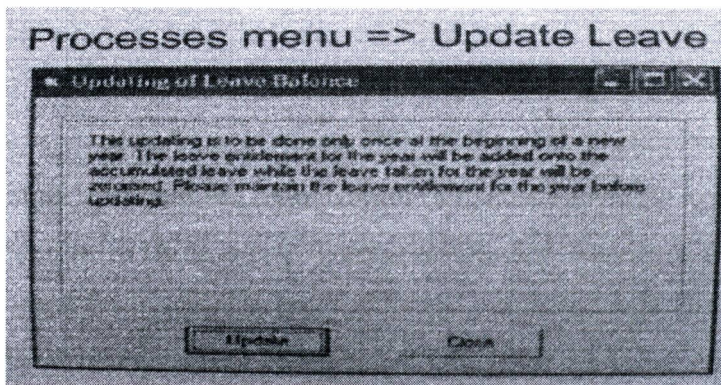 Processes menu => Update Leave
Updating of Leave Balance
This updating is to be done only once at the beginning of a new
year. The leave entitlement for the year will be added onto the
accumulated leave while the leave taken for the year will be
zerorised. Please maintain the leave entitlement for the year before
updating.
Update
Close